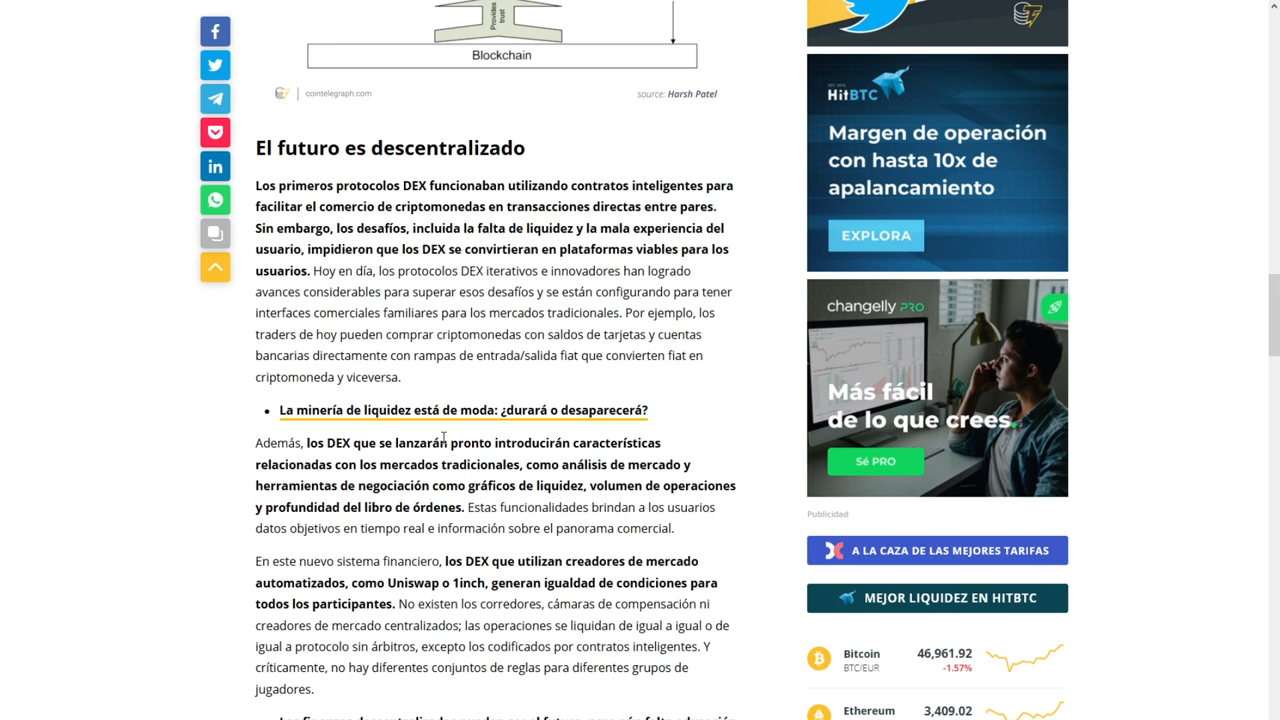 Provides
trust
Blockchain
cointelegraph.com
source: Harsh Patel
El futuro es descentralizado
Los primeros protocolos DEX funcionaban utilizando contratos inteligentes para
facilitar el comercio de criptomonedas en transacciones directas entre pares.
Sin embargo, los desafíos, incluida la falta de liquidez y la mala experiencia del
usuario, impidieron que los DEX se convirtieran en plataformas viables para los
usuarios. Hoy en día, los protocolos DEX iterativos e innovadores han logrado
avances considerables para superar esos desafíos y se están configurando para tener
interfaces comerciales familiares para los mercados tradicionales. Por ejemplo, los
traders de hoy pueden comprar criptomonedas con saldos de tarjetas y cuentas
bancarias directamente con rampas de entrada/salida fiat que convierten fiat en
criptomoneda y viceversa.
• La minería de liquidez está de moda: ¿durará o desaparecerá?
Además, los DEX que se lanzarán pronto introducirán características
relacionadas con los mercados tradicionales, como análisis de mercado y
herramientas de negociación como gráficos de liquidez, volumen de operaciones
y profundidad del libro de órdenes. Estas funcionalidades brindan a los usuarios
datos objetivos en tiempo real e información sobre el panorama comercial.
En este nuevo sistema financiero, los DEX que utilizan creadores de mercado
automatizados, como Uniswap o 1inch, generan igualdad de condiciones para
todos los participantes. No existen los corredores, cámaras de compensación ni
creadores de mercado centralizados; las operaciones se liquidan de igual a igual o de
igual a protocolo sin árbitros, excepto los codificados por contratos inteligentes. Y
críticamente, no hay diferentes conjuntos de reglas para diferentes grupos de
jugadores.
HitBTC
Margen de operación
con hasta 10x de
apalancamiento
EXPLORA
changelly PRO
Más fácil
de lo que crees.
Sé PRO
Publicidad
A LA CAZA DE LAS MEJORES TARIFAS
MEJOR LIQUIDEZ EN HITBTC
Bitcoin 46,961.92
BTC/EUR -1.57%
Ethereum 3,409.02